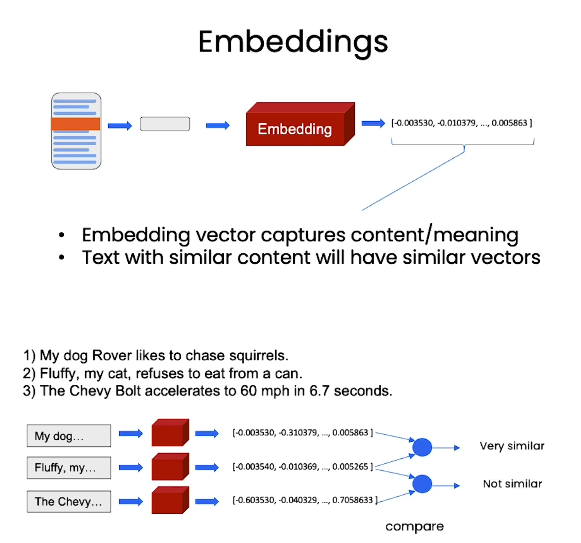 Embeddings
Embedding
[-0.003530, -0.010379, ..., 0.005863 ]
• Embedding vector captures content/meaning
• Text with similar content will have similar vectors
1) My dog Rover likes to chase squirrels.
2) Fluffy, my cat, refuses to eat from a can.
3) The Chevy Bolt accelerates to 60 mph in 6.7 seconds.
My dog...
[-0.003530, -0.310379, ..., 0.005863 ]
Very similar
Fluffy, my...
[-0.003540, -0.010369, ..., 0.005265 ]
Not similar
The Chevy...
[-0.603530, -0.040329, ..., 0.7058633 ]
compare